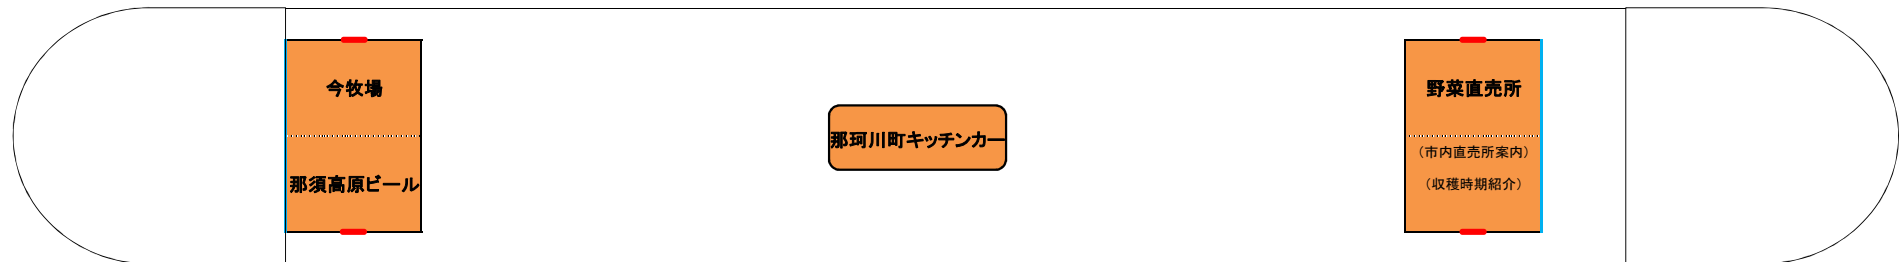 今牧場
那須高原ビール
那珂川町キッチンカー
野菜直売所
（市内直売所案内）
（収穫時期紹介）